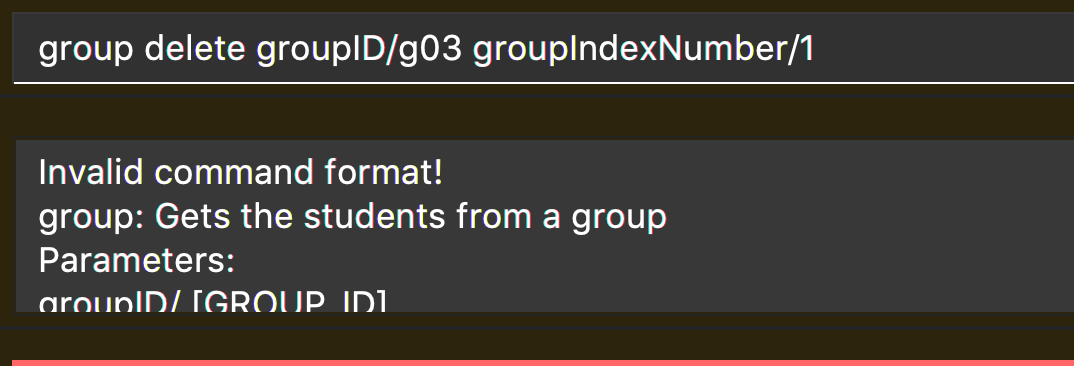 group delete groupID/g03 groupIndexNumber/1
Invalid command format!
group: Gets the students from a group
Parameters:
groupID/ [GROUP_ID]